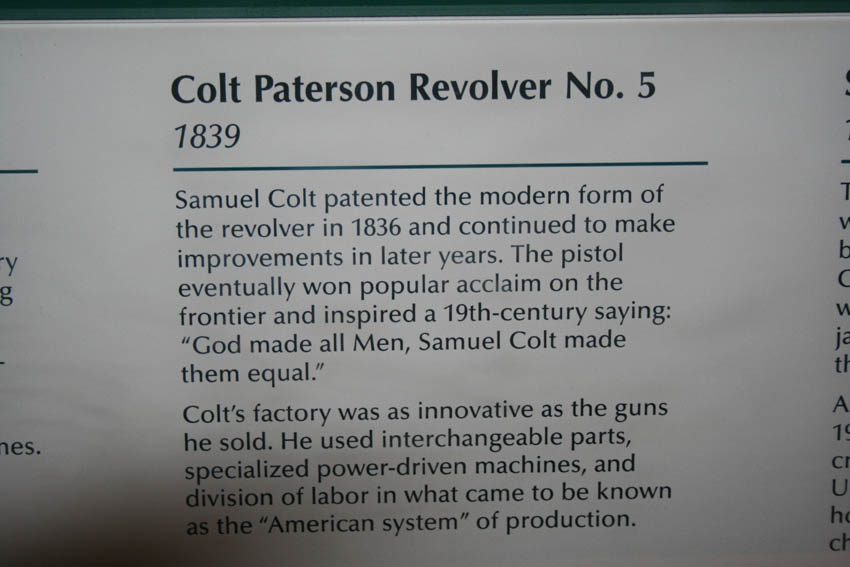 Colt Paterson Revolver No. 5
1839
Samuel Colt patented the modern form of
the revolver in 1836 and continued to make
improvements in later years. The pistol
eventually won popular acclaim on the
frontier and inspired a 19th-century saying:
“God made all Men, Samuel Colt made
them equal.”
Colt’s factory was as innovative as the guns
he sold. He used interchangeable parts,
specialized power-driven machines, and
division of labor in what came to be known
as the “American system” of production.